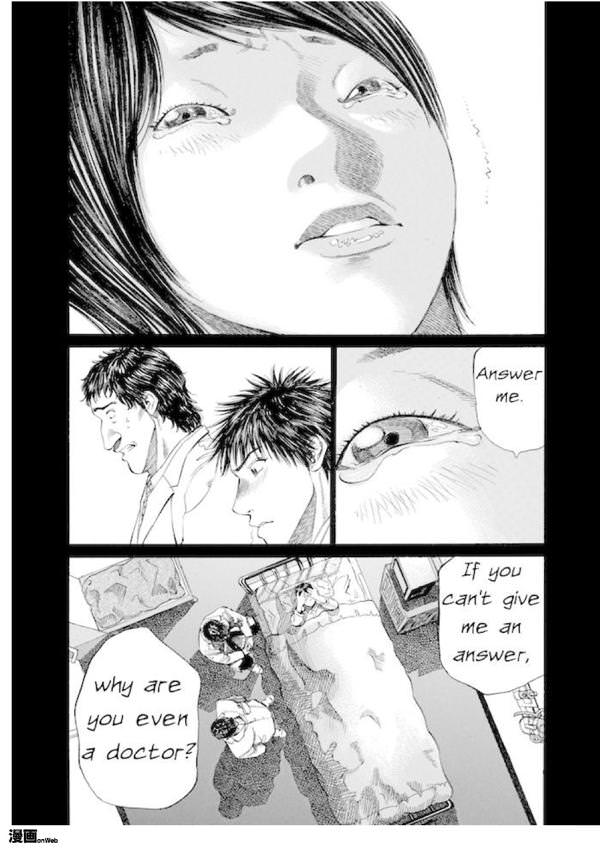 Answer
me.
If you
can't give
me an
answer,
why are
you even
a doctor?
漫画onWeb